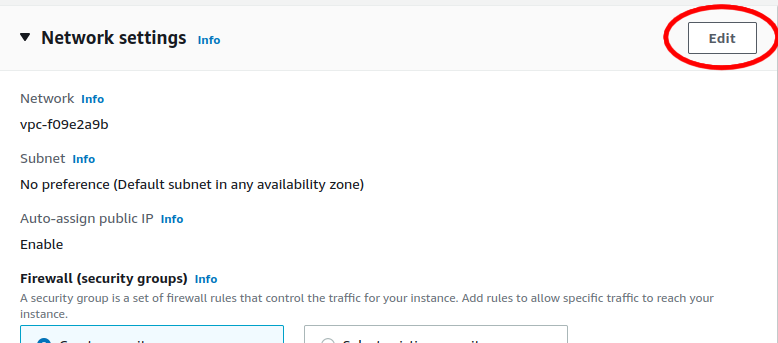 Network settings Info Edit
Network Info
vpc-f09e2a9b
Subnet Info
No preference (Default subnet in any availability zone)
Auto-assign public IP Info
Enable
Firewall (security groups) Info
A security group is a set of firewall rules that control the traffic for your instance. Add rules to allow specific traffic to reach your
instance.